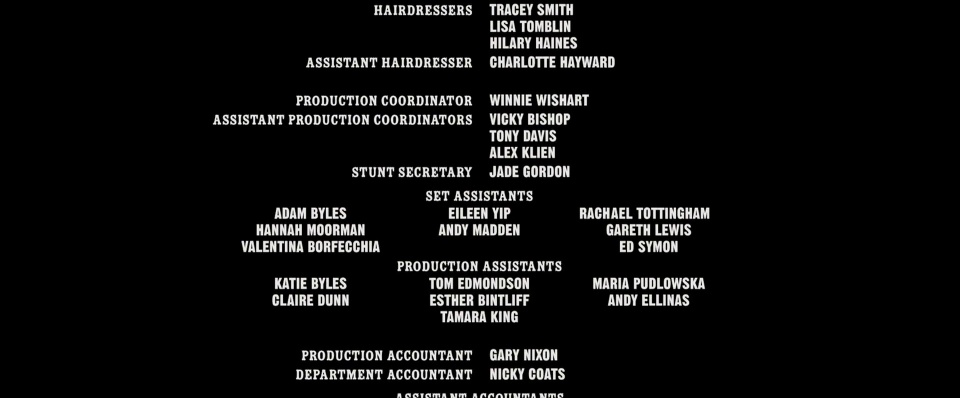 HAIRDRESSERS TRACEY SMITH
LISA TOMBLIN
HILARY HAINES
ASSISTANT HAIRDRESSER CHARLOTTE HAYWARD
PRODUCTION COORDINATOR WINNIE WISHART
ASSISTANT PRODUCTION COORDINATORS VICKY BISHOP
TONY DAVIS
ALEX KLIEN
STUNT SECRETARY JADE GORDON
SET ASSISTANTS
ADAM BYLES EILEEN YIP RACHAEL TOTTINGHAM
HANNAH MOORMAN ANDY MADDEN GARETH LEWIS
VALENTINA BORFECCHIA ED SYMON
PRODUCTION ASSISTANTS
KATIE BYLES TOM EDMONDSON MARIA PUDLOWSKA
CLAIRE DUNN ESTHER BINTLIFF ANDY ELLINAS
TAMARA KING
PRODUCTION ACCOUNTANT GARY NIXON
DEPARTMENT ACCOUNTANT NICKY COATS
ASSISTANT ACCOUNTANTS